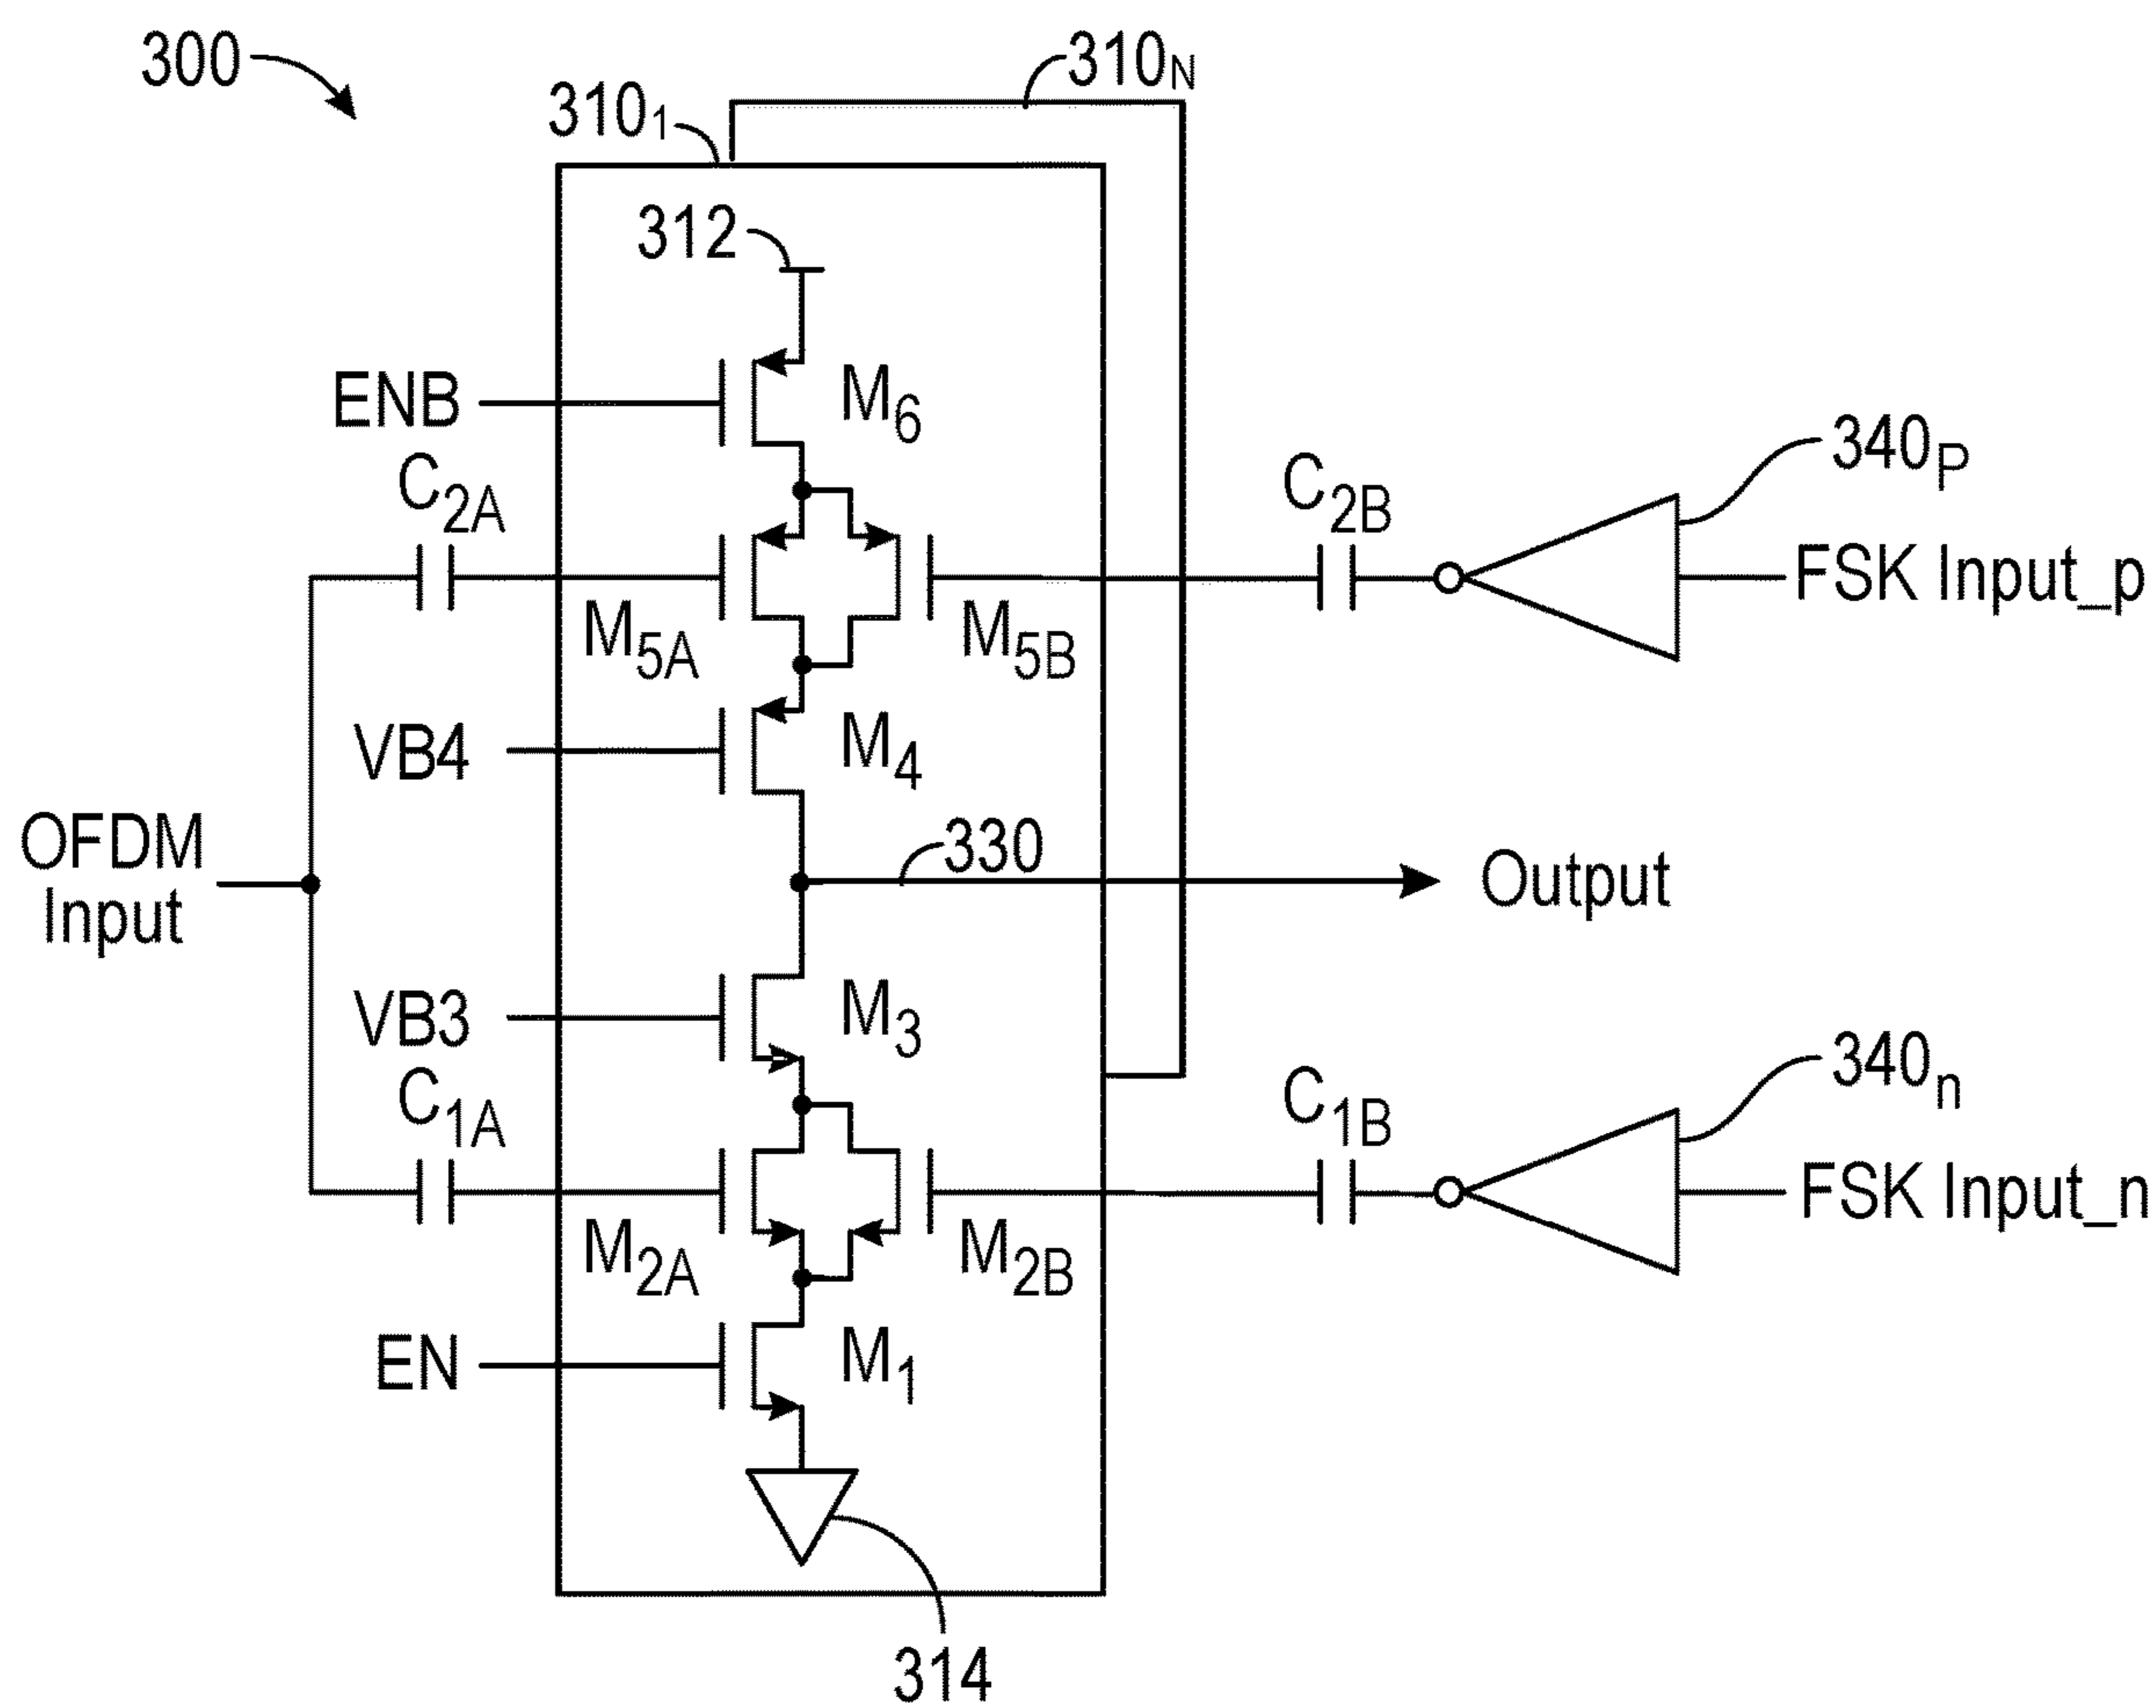 300
310N
3101
312
ENB
M6
340P
C2A
C2B
FSK Input_p
M5A
M5B
VB4
M4
OFDM
Input
330
Output
VB3
M3
340n
C1A
C1B
FSK Input_n
M2A
M2B
EN
M1
314